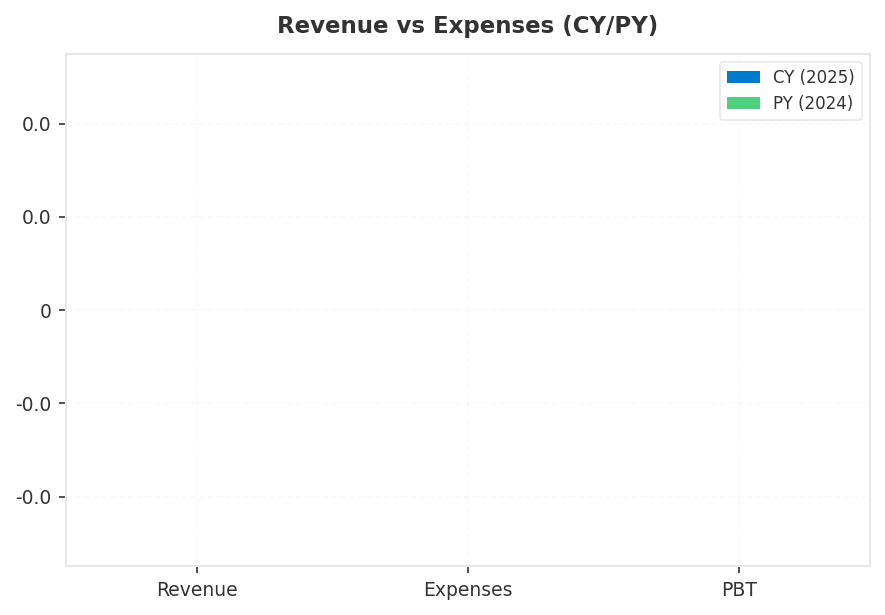 Revenue vs Expenses (CY/PY)
CY (2025)
PY (2024)
0.0
0.0
0
-0.0
-0.0
Revenue Expenses PBT